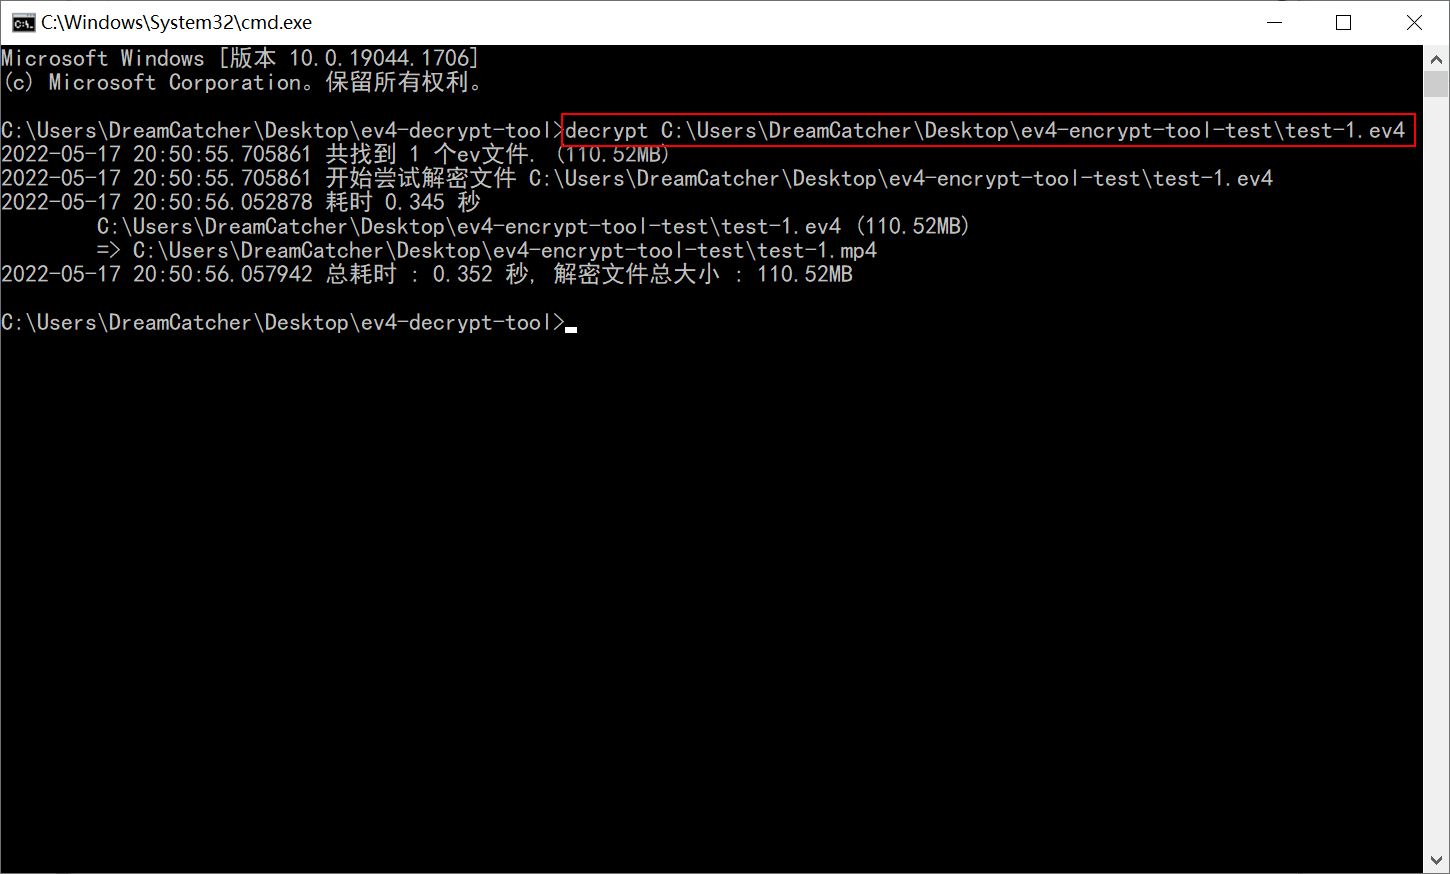 C:\Windows\System32\cmd.exe
Microsoft Windows [版本 10.0.19044.1706]
(c) Microsoft Corporation。保留所有权利。
C:\Users\DreamCatcher\Desktop\ev4-decrypt-tool>decrypt C:\Users\DreamCatcher\Desktop\ev4-encrypt-tool-test\test-1.ev4
2022-05-17 20:50:55.705861 共找到 1 个ev文件. (110.52MB)
2022-05-17 20:50:55.705861 开始尝试解密文件 C:\Users\DreamCatcher\Desktop\ev4-encrypt-tool-test\test-1.ev4
2022-05-17 20:50:56.052878 耗时 0.345 秒
C:\Users\DreamCatcher\Desktop\ev4-encrypt-tool-test\test-1.ev4 (110.52MB)
=> C:\Users\DreamCatcher\Desktop\ev4-encrypt-tool-test\test-1.mp4
2022-05-17 20:50:56.057942 总耗时 : 0.352 秒, 解密文件总大小 : 110.52MB
C:\Users\DreamCatcher\Desktop\ev4-decrypt-tool>